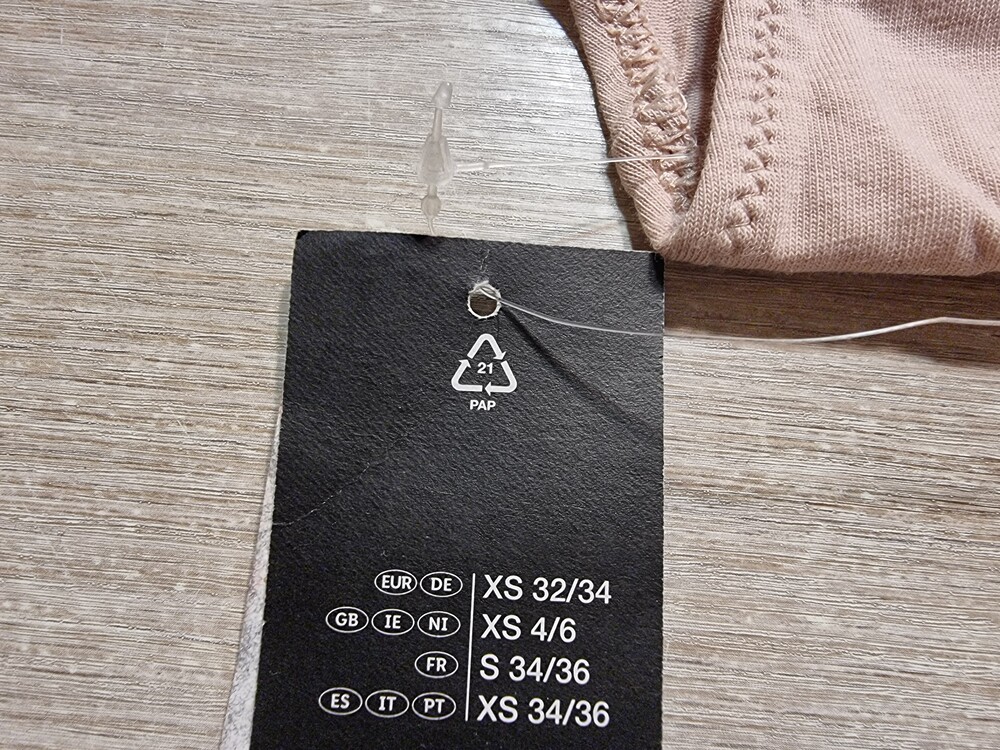 21
PAP
EUR DE XS 32/34
GB IE NI XS 4/6
FR S 34/36
ES IT PT XS 34/36